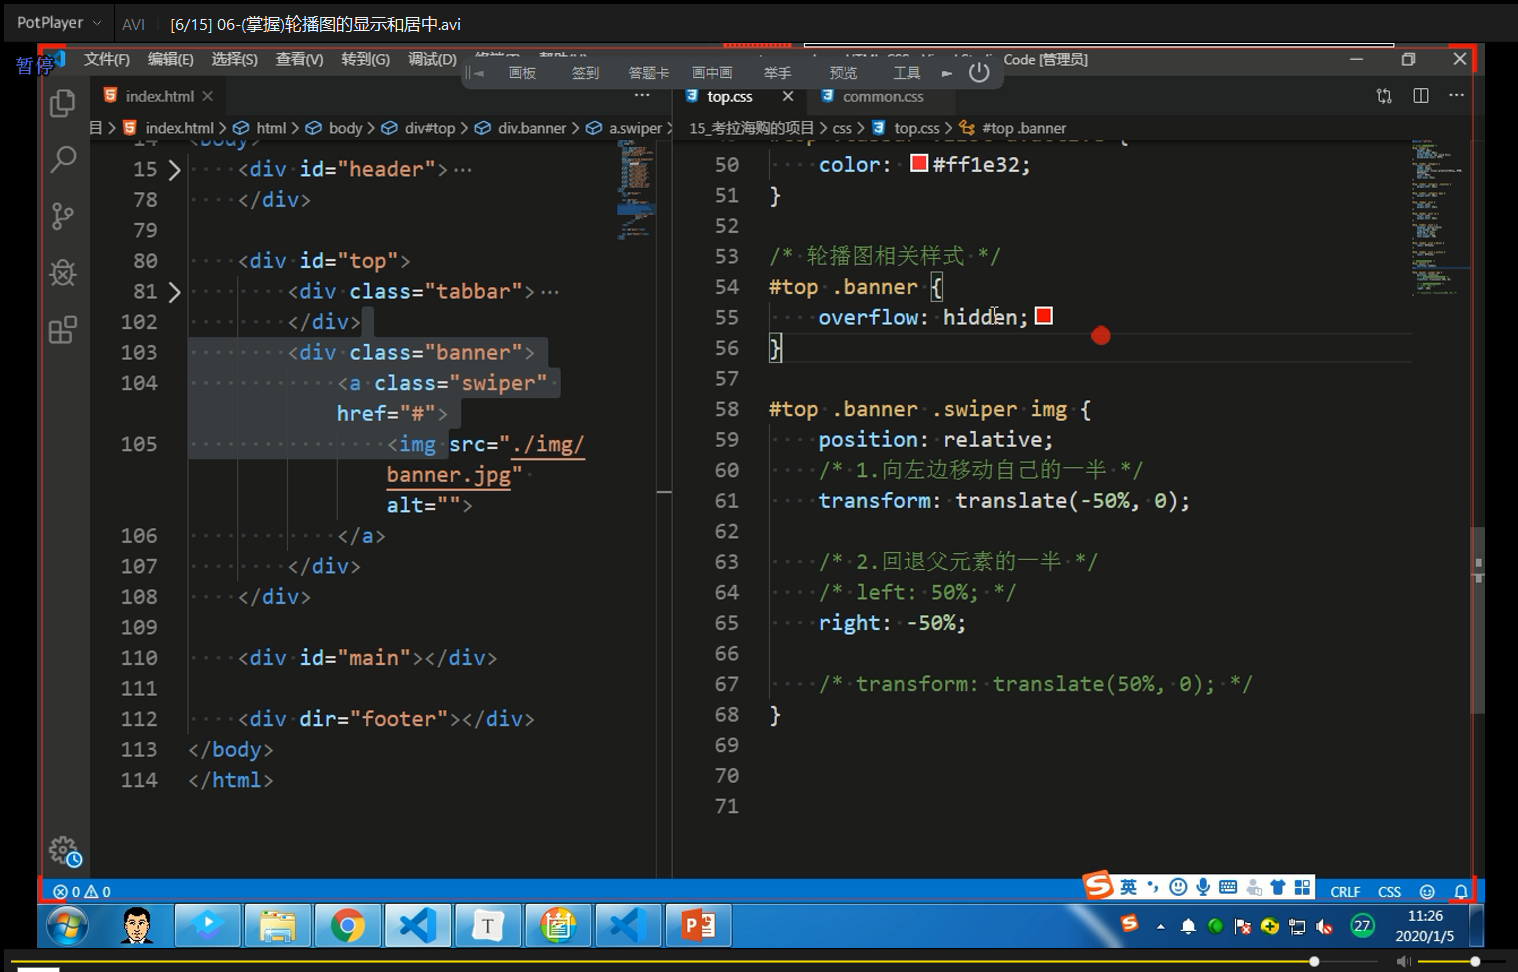 PotPlayer
AVI
[6/15] 06-(掌握)轮播图的显示和居中.avi
暂停
文件(F) 编辑(E) 选择(S) 查看(V) 转到(G) 调试(D)
Code [管理员]
画板 签到 答题卡 画中画 举手 预览 工具
index.html
top.css
common.css
目 > index.html > html > body > div#top > div.banner > a.swiper >
15_考拉海购的项目 > css > top.css > #top .banner
14 <body>
15 <div id="header">…
78 </div>
79
80 <div id="top">
81 <div class="tabbar">…
102 </div>
103 <div class="banner">
104 <a class="swiper"
href="#">
105 <img src="./img/
banner.jpg"
alt="">
106 </a>
107 </div>
108 </div>
109
110 <div id="main"></div>
111
112 <div dir="footer"></div>
113 </body>
114 </html>
50 color: #ff1e32;
51 }
52
53 /* 轮播图相关样式 */
54 #top .banner {
55 overflow: hidden;
56 }
57
58 #top .banner .swiper img {
59 position: relative;
60 /* 1.向左边移动自己的一半 */
61 transform: translate(-50%, 0);
62
63 /* 2.回退父元素的一半 */
64 /* left: 50%; */
65 right: -50%;
66
67 /* transform: translate(50%, 0); */
68 }
69
70
71
0 0
英
CRLF CSS
T
27
11:26
2020/1/5